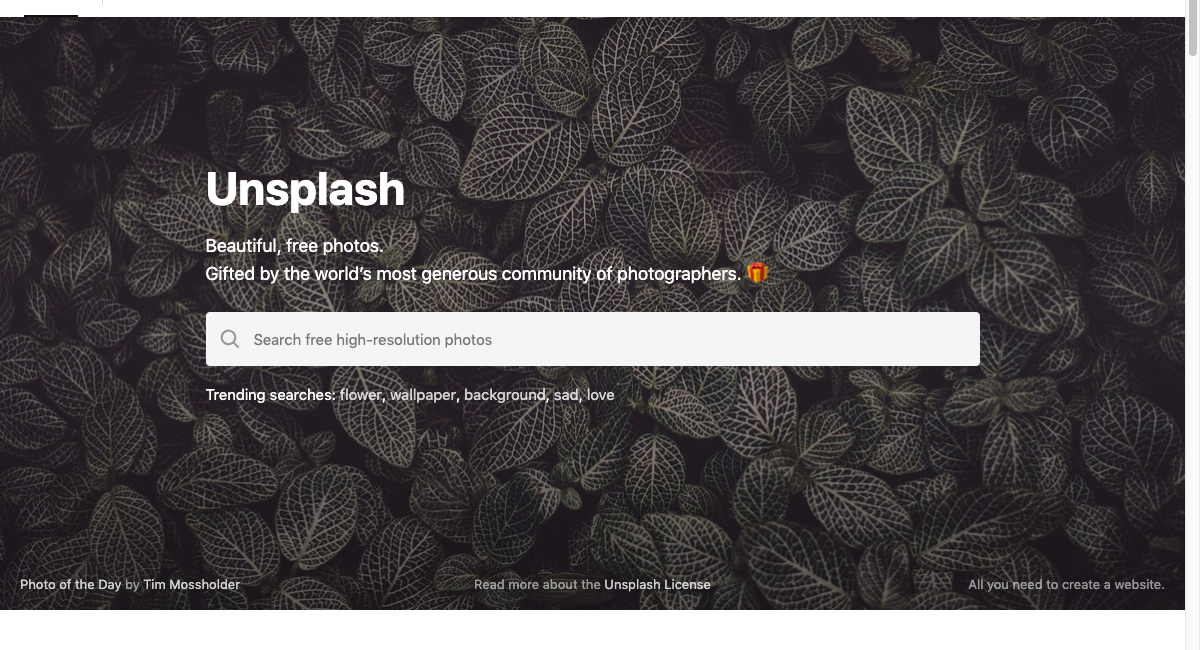 Unsplash
Beautiful, free photos.
Gifted by the world’s most generous community of photographers. 🎁
Search free high-resolution photos
Trending searches: flower, wallpaper, background, sad, love
Photo of the Day by Tim Mossholder
Read more about the Unsplash License
All you need to create a website.